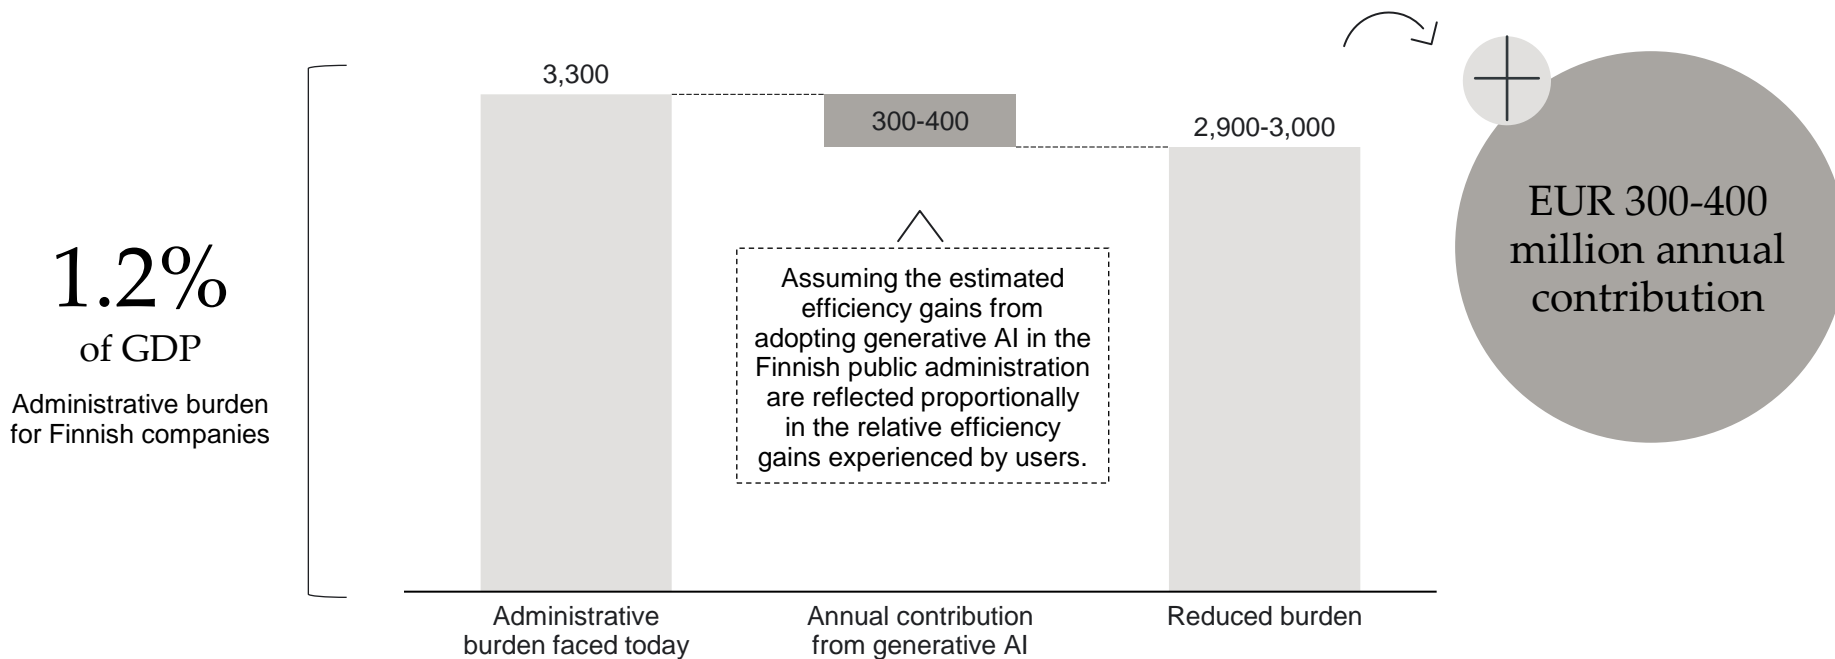 1.2%
of GDP
Administrative burden
for Finnish companies
3,300
300-400
2,900-3,000
Assuming the estimated
efficiency gains from
adopting generative AI in the
Finnish public administration
are reflected proportionally
in the relative efficiency
gains experienced by users.
Administrative
burden faced today
Annual contribution
from generative AI
Reduced burden
EUR 300-400
million annual
contribution